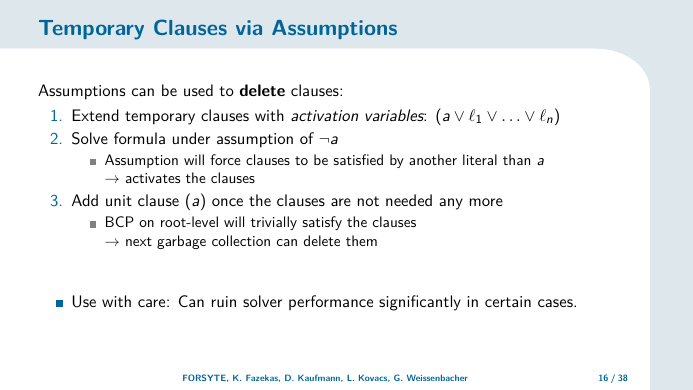 Temporary Clauses via Assumptions
Assumptions can be used to delete clauses:
1. Extend temporary clauses with activation variables: (a ∨ ℓ₁ ∨ … ∨ ℓₙ)
2. Solve formula under assumption of ¬a
Assumption will force clauses to be satisfied by another literal than a
→ activates the clauses
3. Add unit clause (a) once the clauses are not needed any more
BCP on root-level will trivially satisfy the clauses
→ next garbage collection can delete them
Use with care: Can ruin solver performance significantly in certain cases.
FORSYTE, K. Fazekas, D. Kaufmann, L. Kovacs, G. Weissenbacher 16 / 38